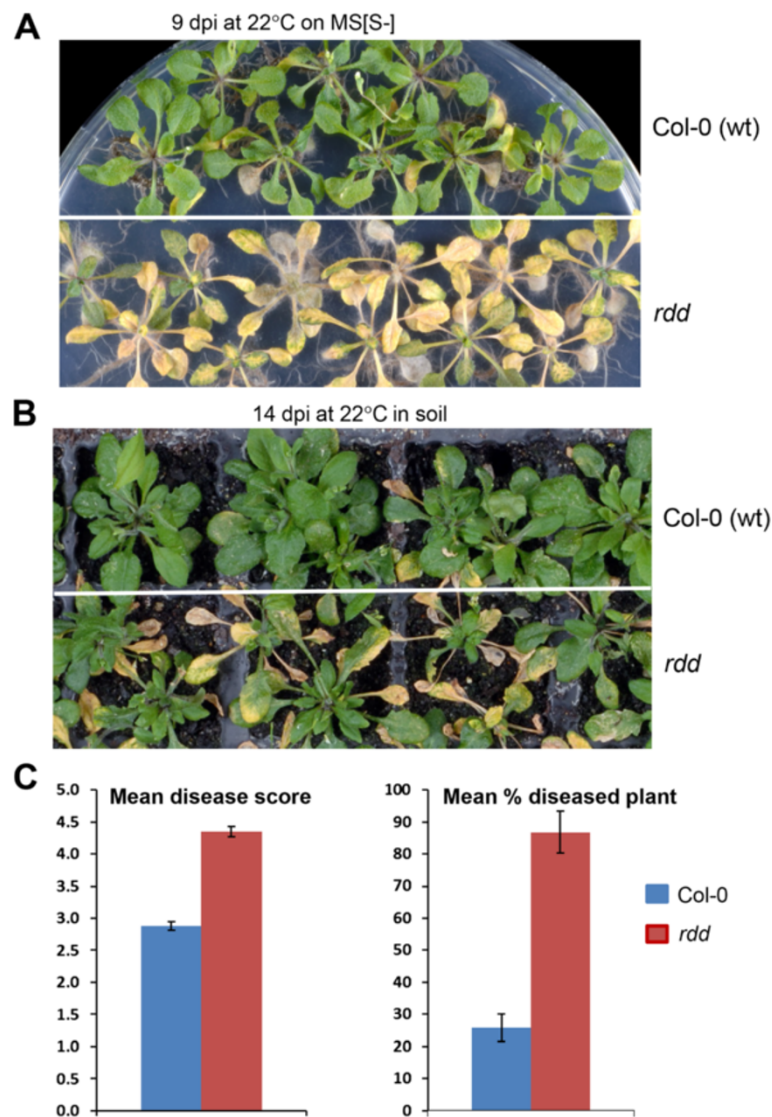 A
9 dpi at 22°C on MS[S-]
Col-0 (wt)
rdd
B
14 dpi at 22°C in soil
Col-0 (wt)
rdd
C
Mean disease score
5.0
4.5
4.0
3.5
3.0
2.5
2.0
1.5
1.0
0.5
0.0
Mean % diseased plant
100
90
80
70
60
50
40
30
20
10
0
Col-0
rdd